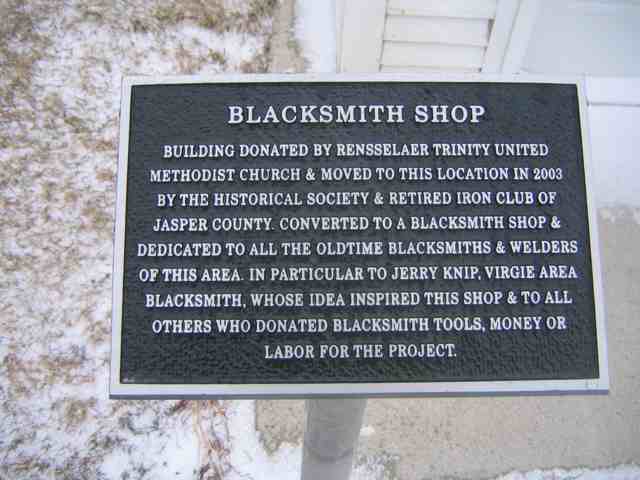 BLACKSMITH SHOP
BUILDING DONATED BY RENSSELAER TRINITY UNITED
METHODIST CHURCH & MOVED TO THIS LOCATION IN 2003
BY THE HISTORICAL SOCIETY & RETIRED IRON CLUB OF
JASPER COUNTY. CONVERTED TO A BLACKSMITH SHOP &
DEDICATED TO ALL THE OLDTIME BLACKSMITHS & WELDERS
OF THIS AREA. IN PARTICULAR TO JERRY KNIP, VIRGIE AREA
BLACKSMITH, WHOSE IDEA INSPIRED THIS SHOP & TO ALL
OTHERS WHO DONATED BLACKSMITH TOOLS, MONEY OR
LABOR FOR THE PROJECT.